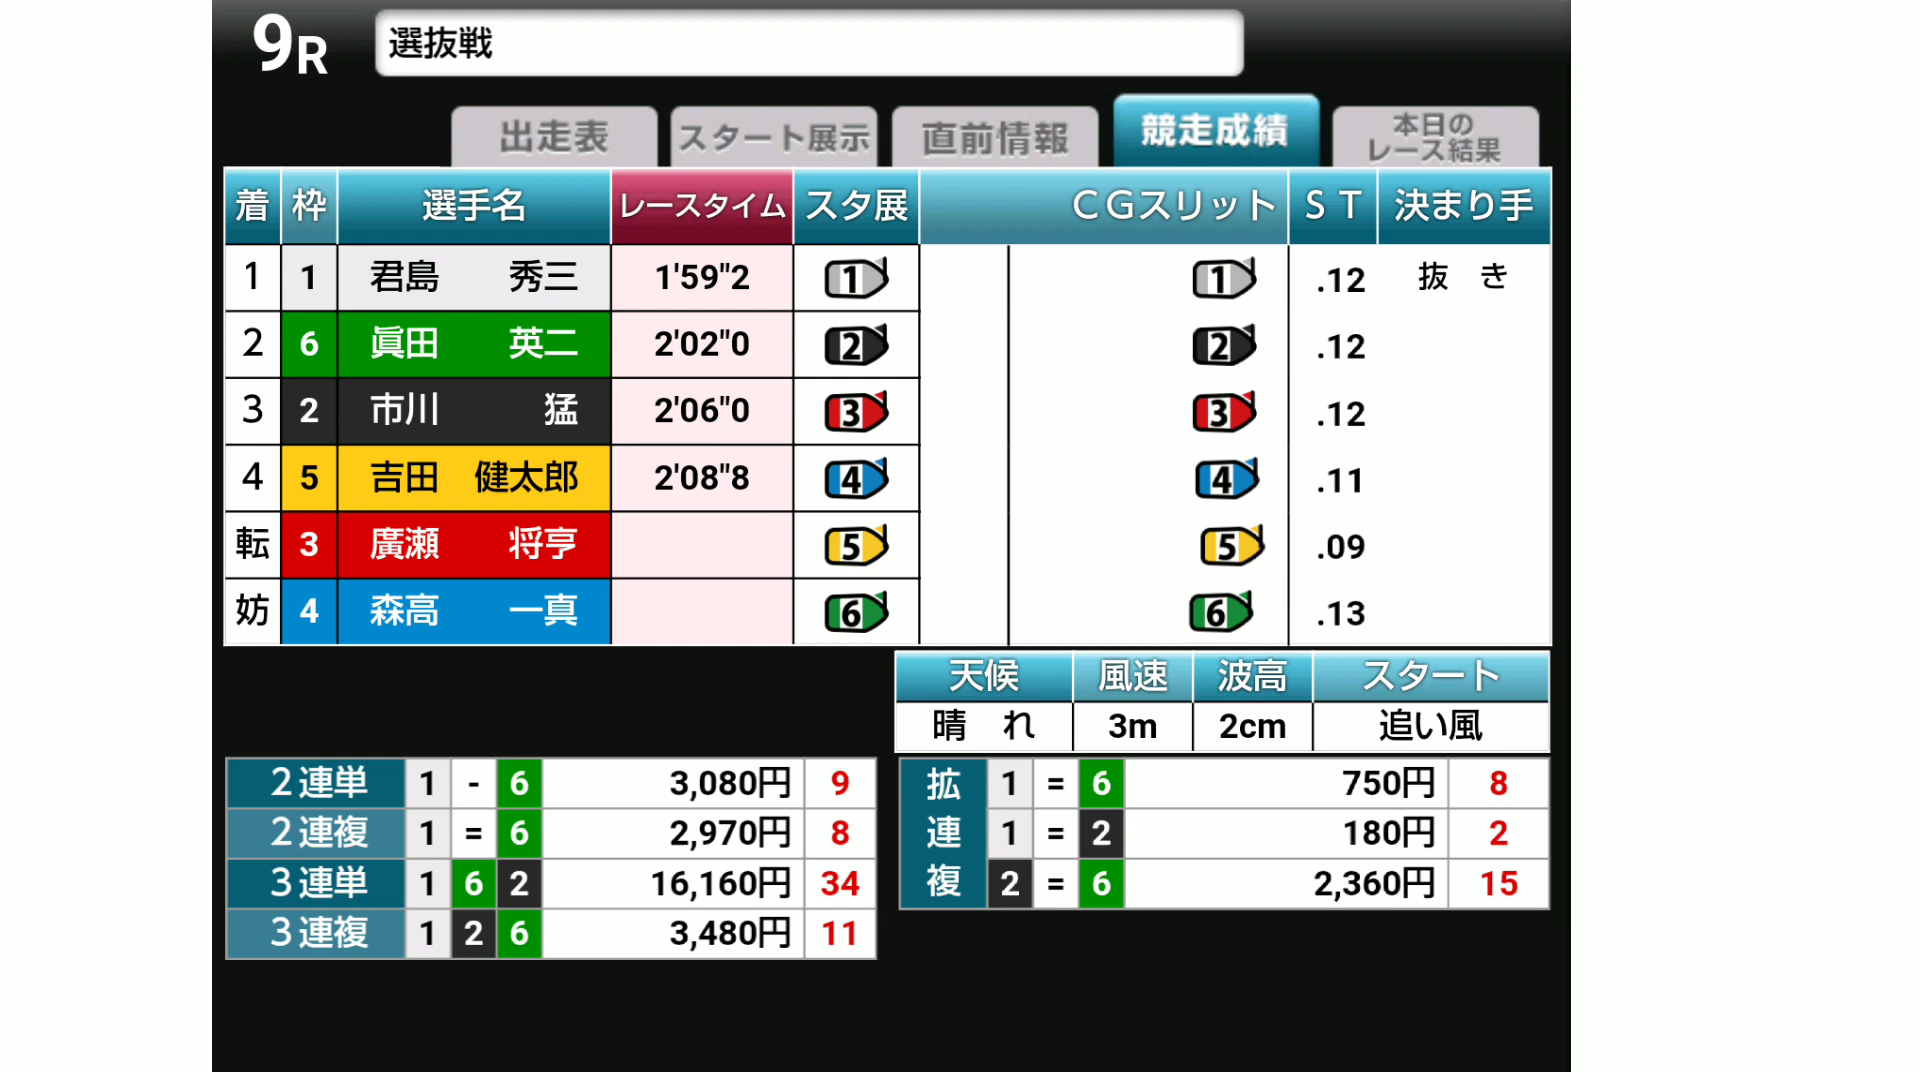 9R 選抜戦
出走表 スタート展示 直前情報 競走成績 本日のレース結果
着 枠 選手名 レースタイム スタ展 CGスリット ST 決まり手
1 1 君島 秀三 1'59"2 1 1 .12 抜 き
2 6 眞田 英二 2'02"0 2 2 .12
3 2 市川 猛 2'06"0 3 3 .12
4 5 吉田 健太郎 2'08"8 4 4 .11
転 3 廣瀬 将亨 5 5 .09
妨 4 森高 一真 6 6 .13
天候 風速 波高 スタート
晴 れ 3m 2cm 追い風
2連単 1 - 6 3,080円 9
2連複 1 = 6 2,970円 8
3連単 1 6 2 16,160円 34
3連複 1 2 6 3,480円 11
拡連複 1 = 6 750円 8
1 = 2 180円 2
2 = 6 2,360円 15